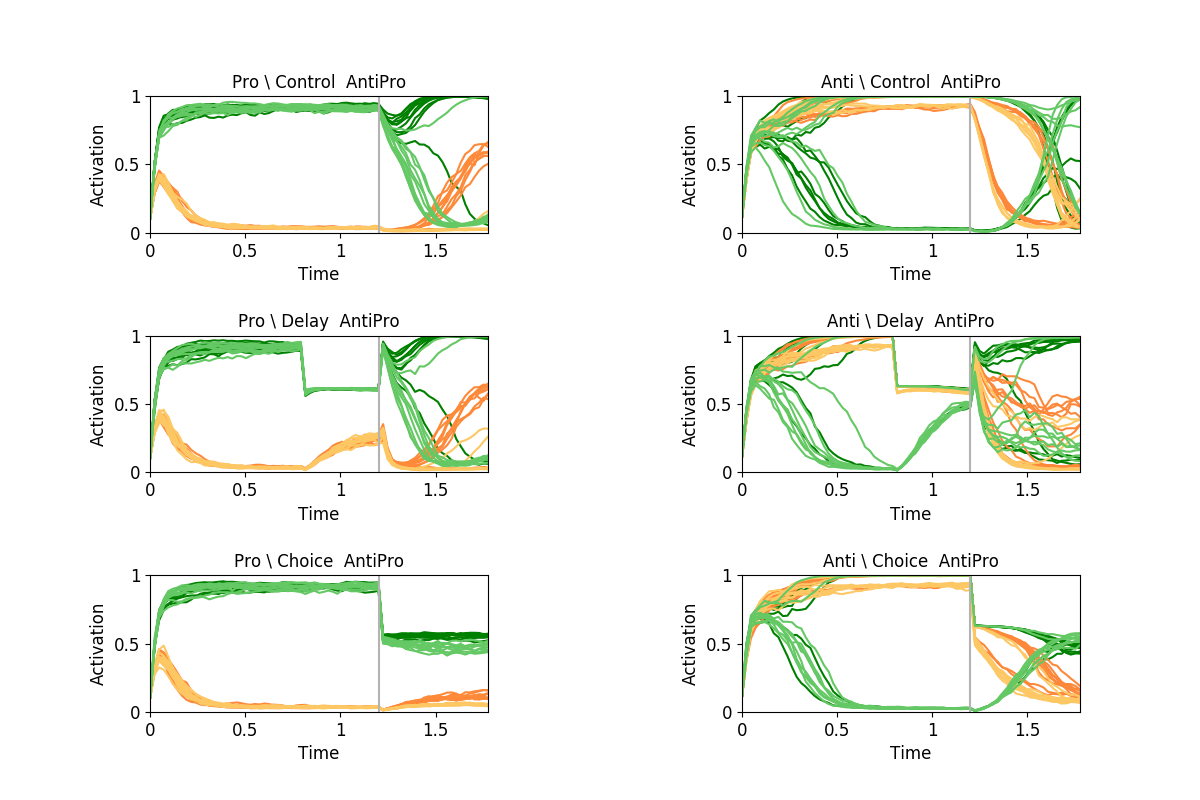 Pro \ Control  AntiPro
Activation
1
0.5
0
0
0.5
1
1.5
Time
Anti \ Control  AntiPro
Activation
1
0.5
0
0
0.5
1
1.5
Time
Pro \ Delay  AntiPro
Activation
1
0.5
0
0
0.5
1
1.5
Time
Anti \ Delay  AntiPro
Activation
1
0.5
0
0
0.5
1
1.5
Time
Pro \ Choice  AntiPro
Activation
1
0.5
0
0
0.5
1
1.5
Time
Anti \ Choice  AntiPro
Activation
1
0.5
0
0
0.5
1
1.5
Time